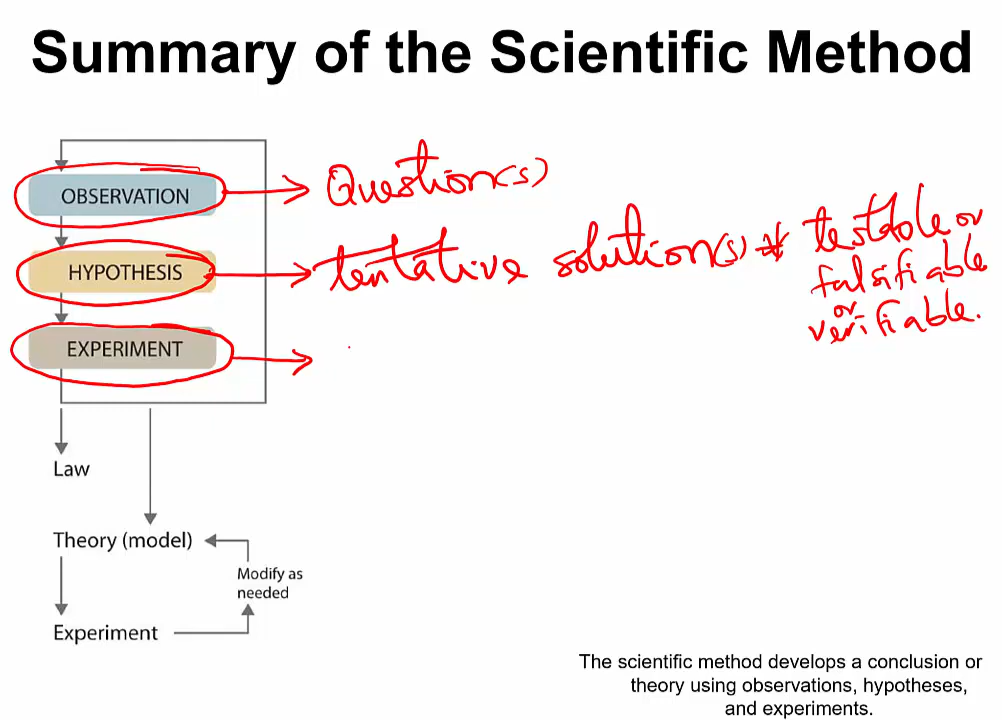 Summary of the Scientific Method
OBSERVATION
Question(s)
HYPOTHESIS
tentative solution(s) * testable or
falsifiable
or
verifiable.
EXPERIMENT
Law
Theory (model)
Modify as
needed
Experiment
The scientific method develops a conclusion or
theory using observations, hypotheses,
and experiments.